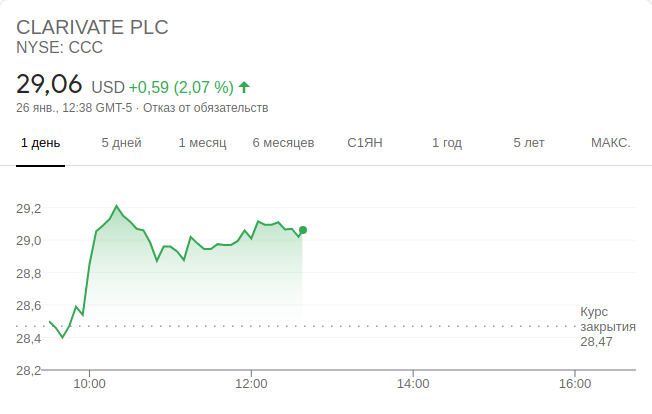 CLARIVATE PLC
NYSE: CCC
29,06 USD +0,59 (2,07 %)
26 янв., 12:38 GMT-5 · Отказ от обязательств
1 день 5 дней 1 месяц 6 месяцев С1ЯН 1 год 5 лет МАКС.
29,2
29,0
28,8
28,6
28,4
28,2
Курс
закрытия
28,47
10:00 12:00 14:00 16:00